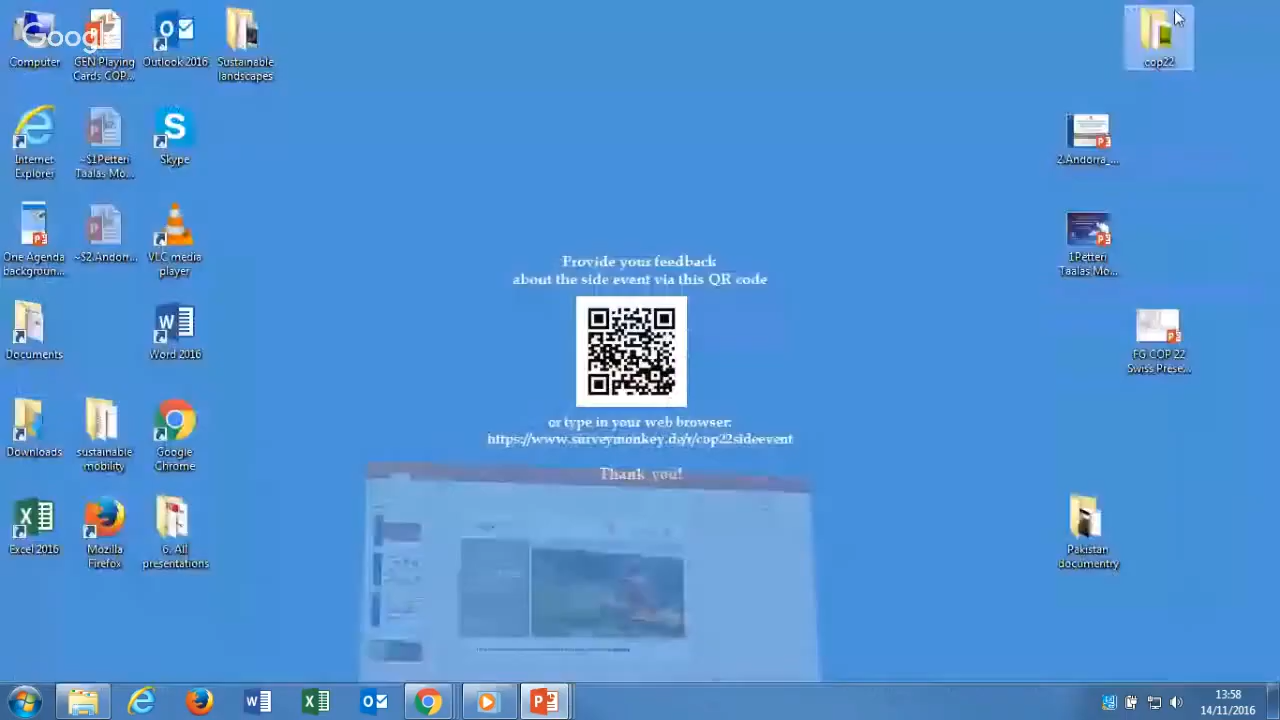 Googl
Computer
GEN Playing
Cards COP...
Outlook 2016
Sustainable
landscapes
Internet
Explorer
~$1Petteri
Taalas Mo...
Skype
One Agenda
backgroun...
~$2.Andorr...
VLC media
player
Documents
Word 2016
Downloads
sustainable
mobility
Google
Chrome
Excel 2016
Mozilla
Firefox
6. All
presentations
Provide your feedback
about the side event via this QR code
or type in your web browser:
https://www.surveymonkey.de/r/cop22sideevent
Thank you!
cop22
2.Andorra_...
1Petteri
Taalas Mo...
FG COP 22
Swiss Prese...
Pakistan
documentry
13:58
14/11/2016